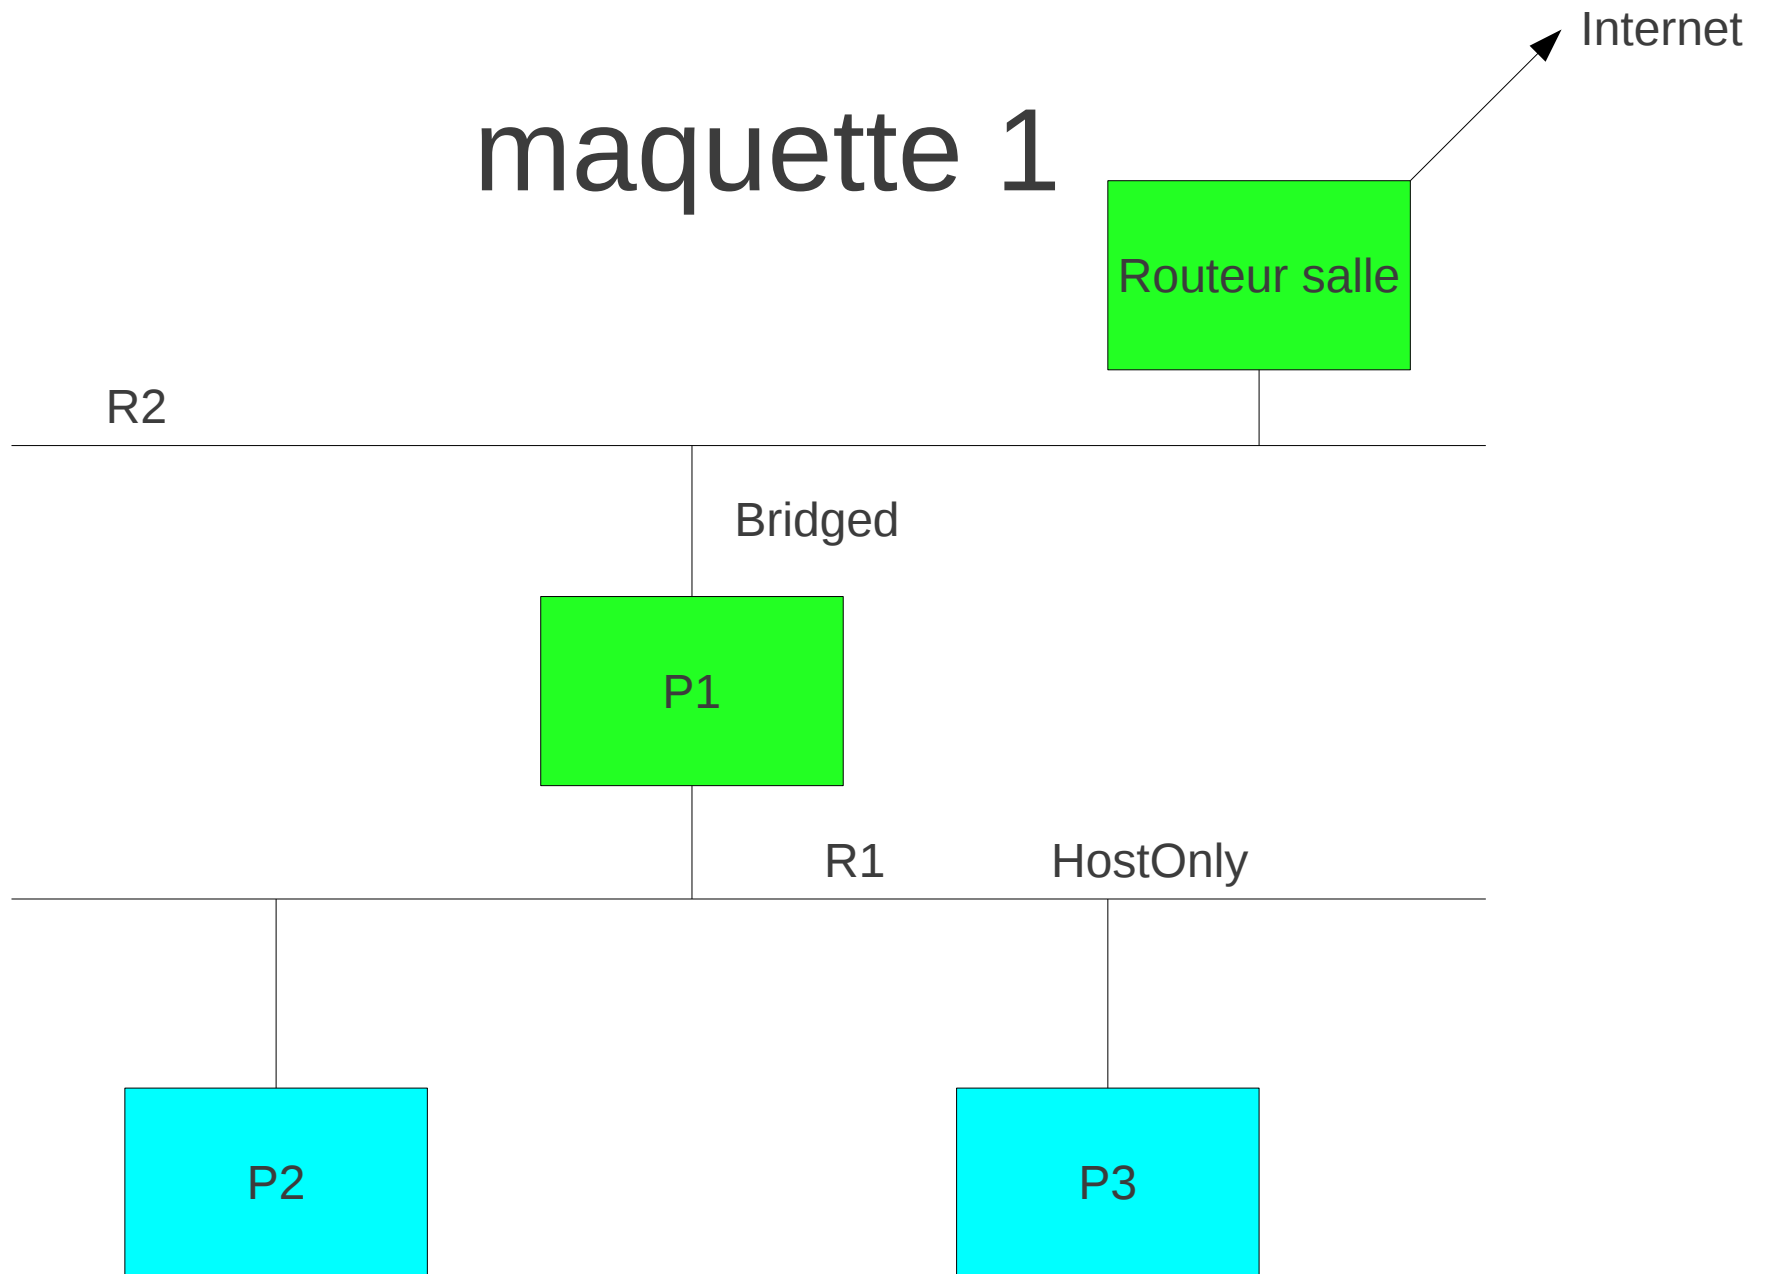 Internet
maquette 1
Routeur salle
R2
Bridged
P1
R1
HostOnly
P2
P3